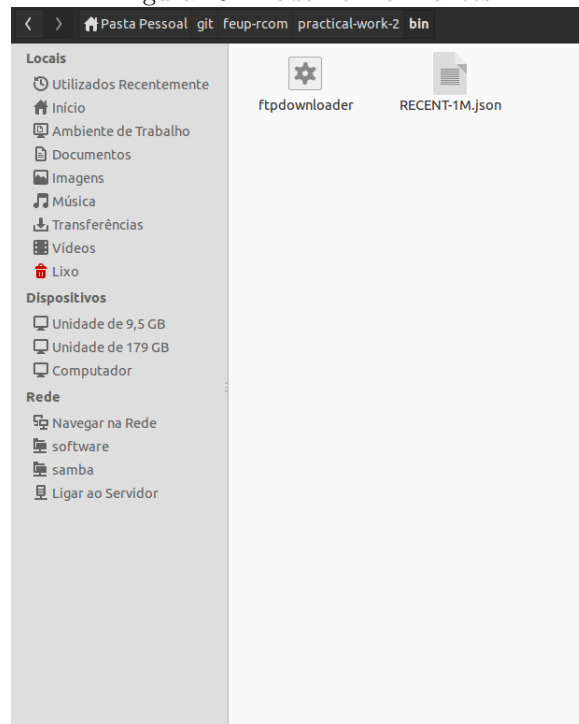 Pasta Pessoal git feup-rcom practical-work-2 bin
Locais
Utilizados Recentemente
Início
Ambiente de Trabalho
Documentos
Imagens
Música
Transferências
Vídeos
Lixo
Dispositivos
Unidade de 9,5 GB
Unidade de 179 GB
Computador
Rede
Navegar na Rede
software
samba
Ligar ao Servidor
ftpdownloader
RECENT-1M.json